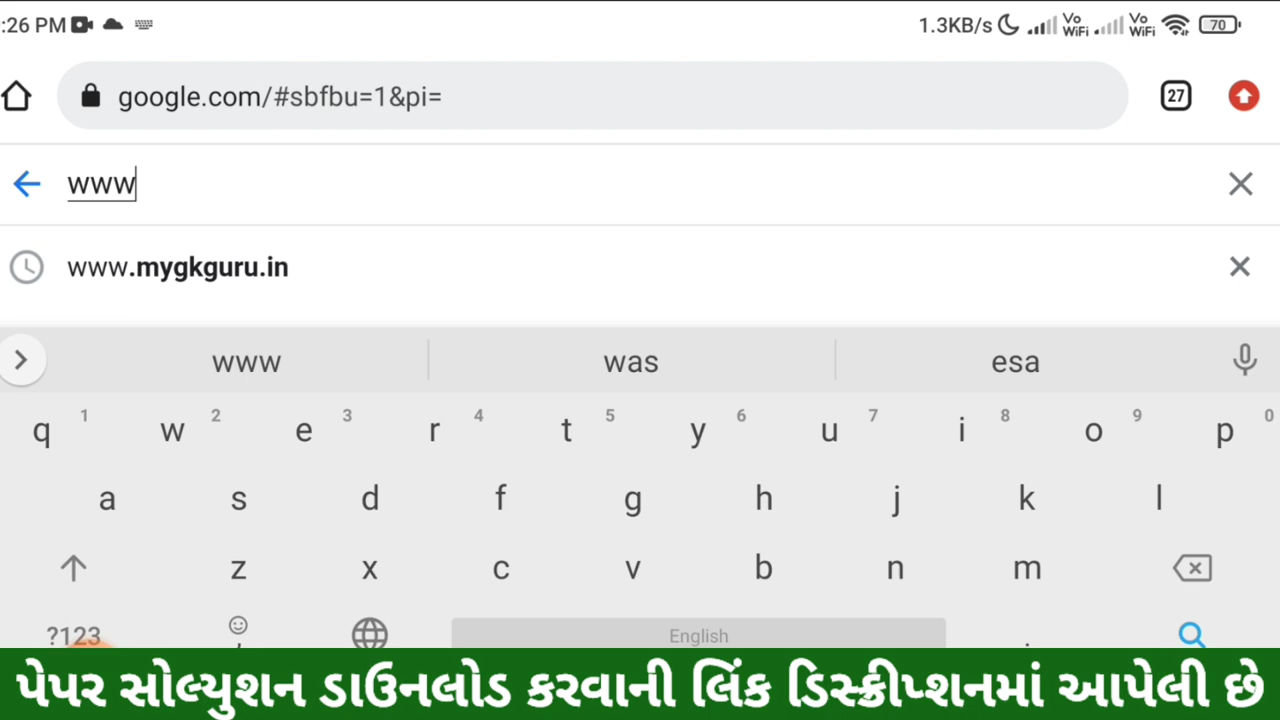 :26 PM
1.3KB/s Vo WiFi Vo WiFi 70
google.com/#sbfbu=1&pi=
27
www
www.mygkguru.in
www was esa
q 1 w 2 e 3 r 4 t 5 y 6 u 7 i 8 o 9 p 0
a s d f g h j k l
z x c v b n m
?123 , English .
પેપર સોલ્યુશન ડાઉનલોડ કરવાની લિંક ડિસ્ક્રીપ્શનમાં આપેલી છે